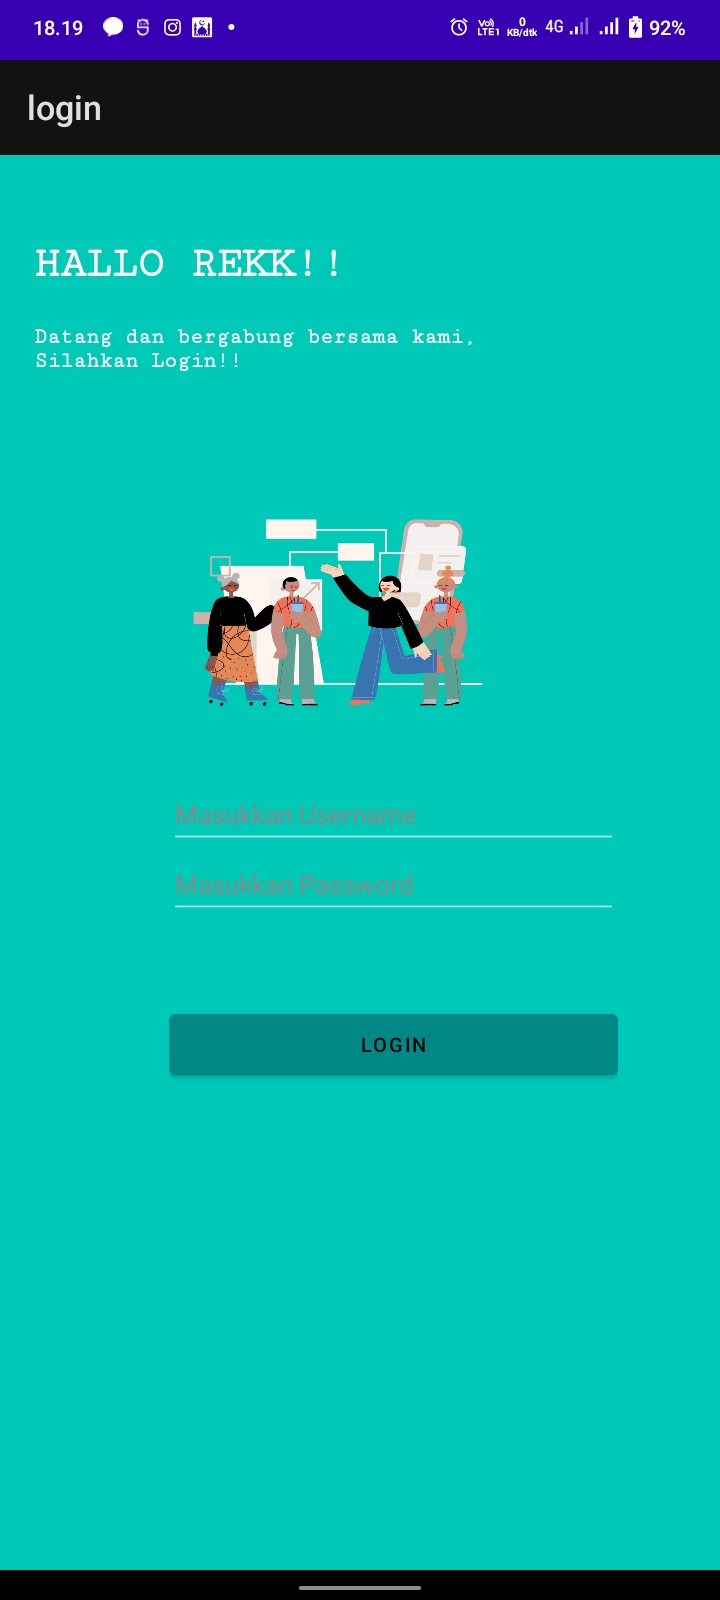 18.19
Vo))
LTE1
0
KB/dtk
4G
92%
login
HALLO REKK!!
Datang dan bergabung bersama kami,
Silahkan Login!!
Masukkan Username
Masukkan Password
LOGIN